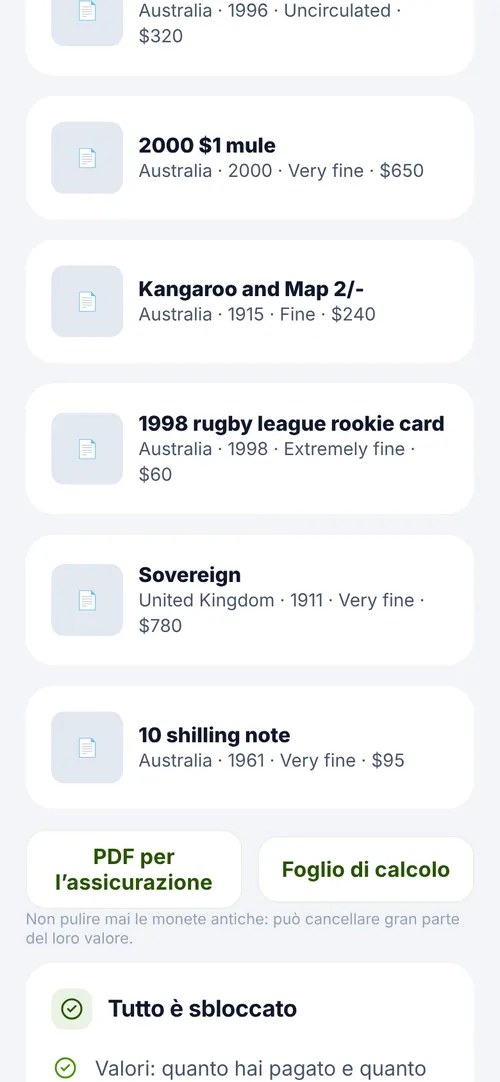 Australia · 1996 · Uncirculated ·
$320
2000 $1 mule
Australia · 2000 · Very fine · $650
Kangaroo and Map 2/-
Australia · 1915 · Fine · $240
1998 rugby league rookie card
Australia · 1998 · Extremely fine ·
$60
Sovereign
United Kingdom · 1911 · Very fine ·
$780
10 shilling note
Australia · 1961 · Very fine · $95
PDF per
l’assicurazione
Foglio di calcolo
Non pulire mai le monete antiche: può cancellare gran parte
del loro valore.
Tutto è sbloccato
Valori: quanto hai pagato e quanto